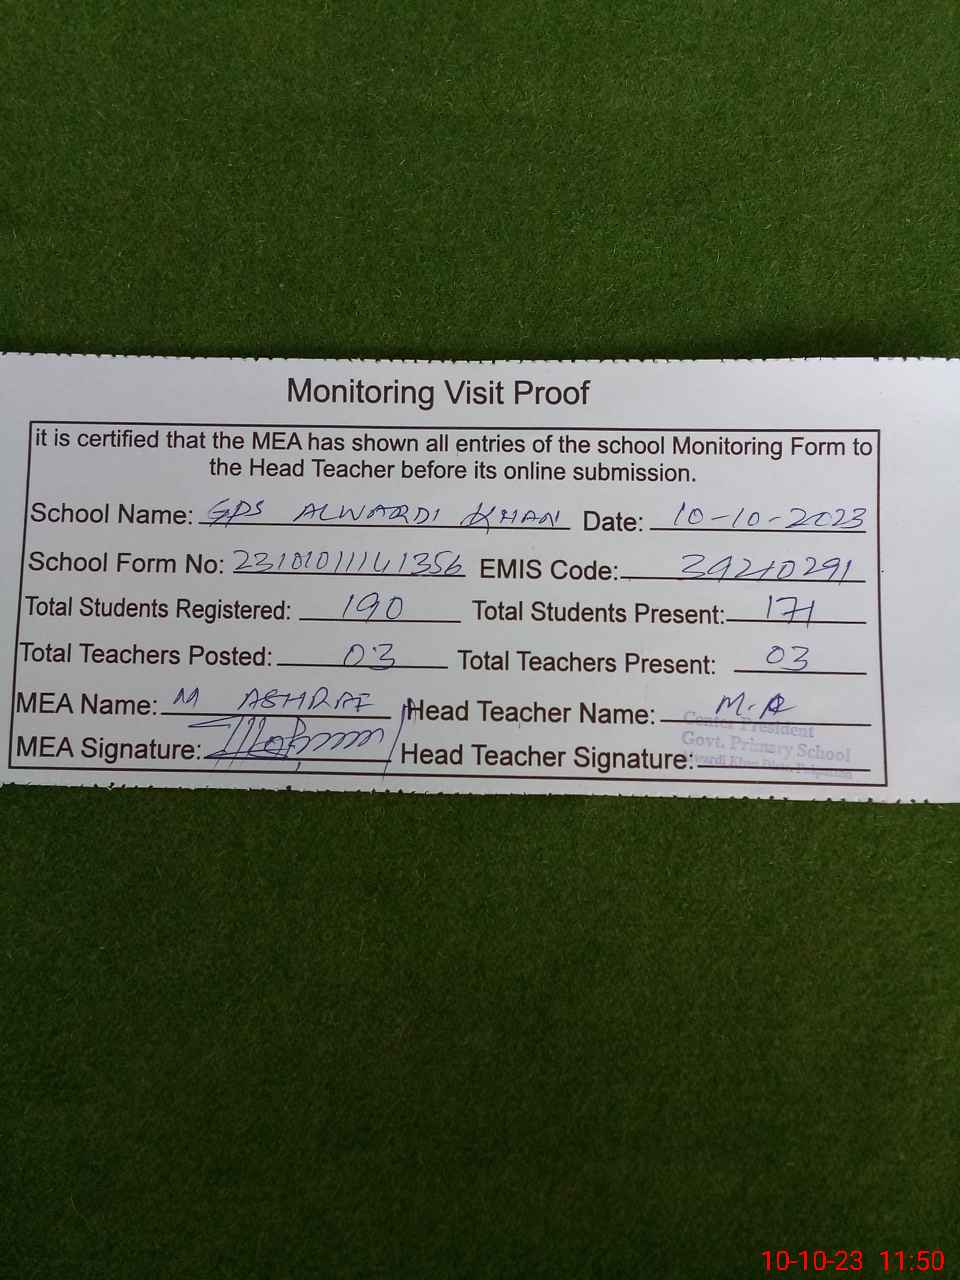 Monitoring Visit Proof
it is certified that the MEA has shown all entries of the school Monitoring Form to
the Head Teacher before its online submission.
School Name: GPS ALWARDI KHAN Date: 10-10-2023
School Form No: EMIS Code: 39210291
Total Students Registered: 190 Total Students Present: 171
Total Teachers Posted: 03 Total Teachers Present: 03
MEA Name: M ASHRAF Head Teacher Name: M.R
Center President
MEA Signature: Head Teacher Signature:
Govt. Primary School
10-10-23 11:50